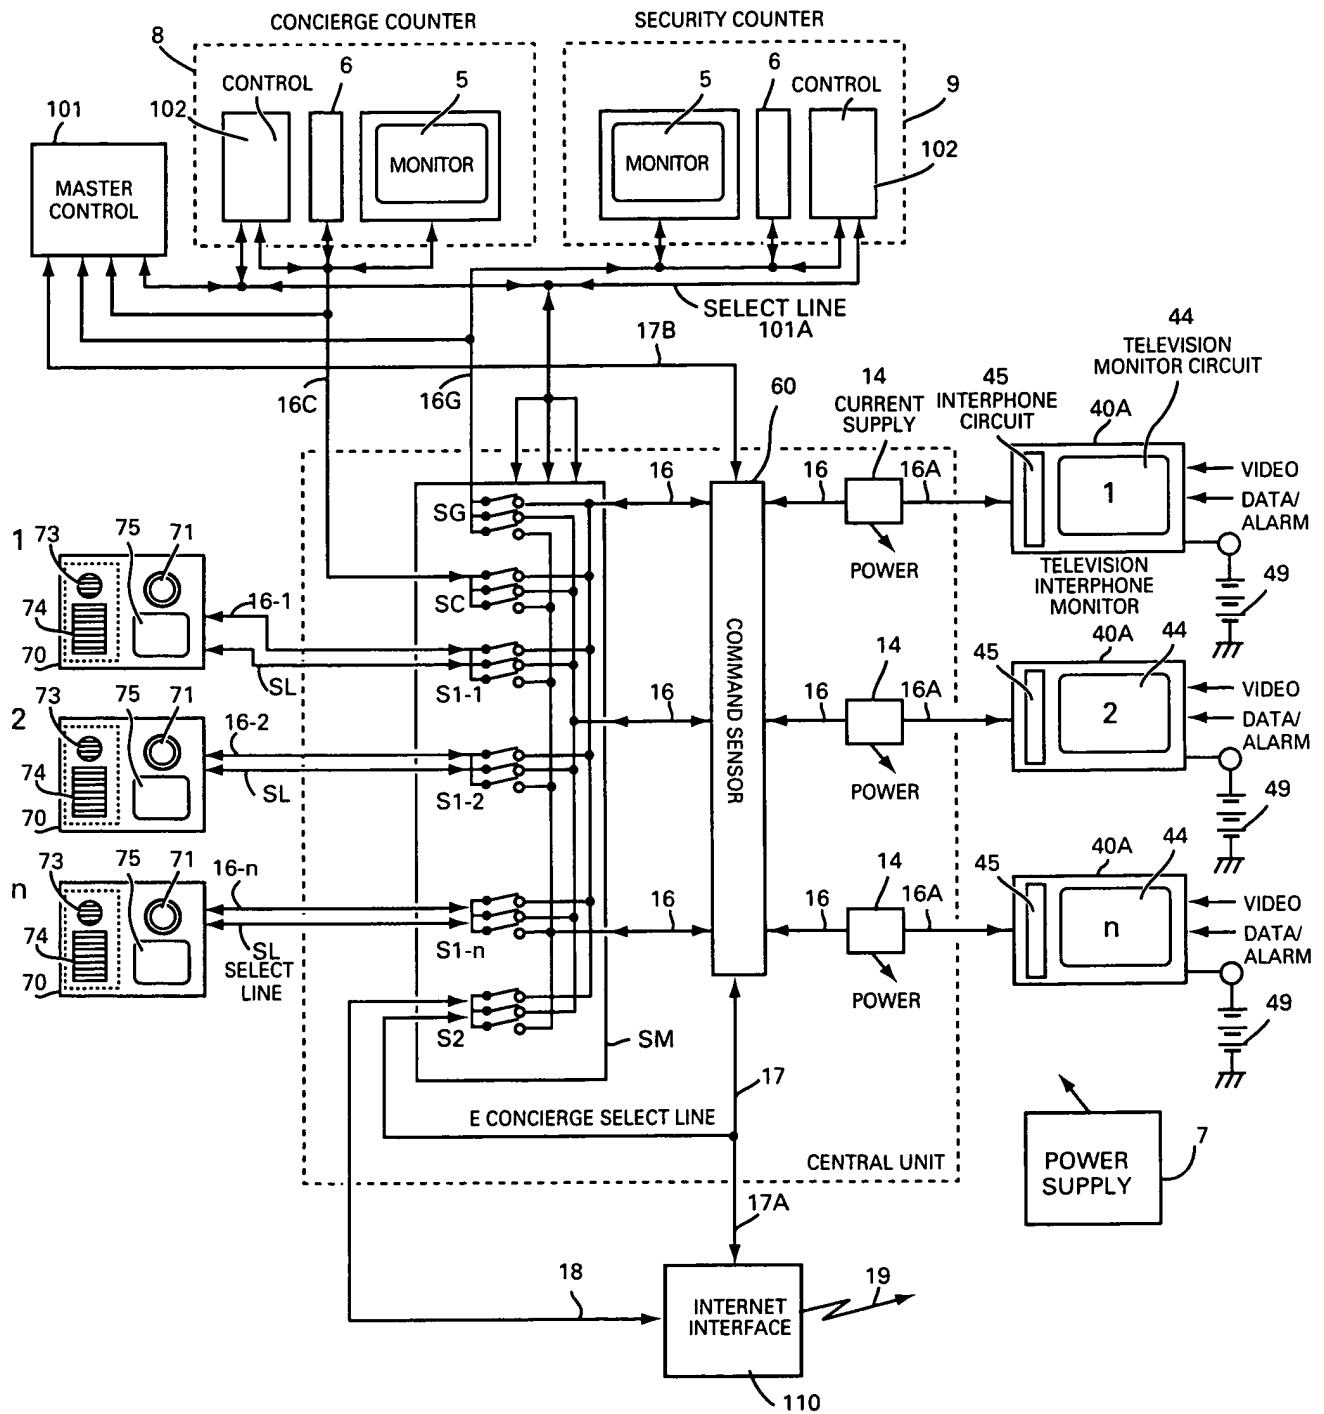 CONCIERGE COUNTER
SECURITY COUNTER
8
6
5
CONTROL
102
MONITOR
101
MASTER
CONTROL
5
6
CONTROL
9
102
MONITOR
SELECT LINE
101A
17B
16C
16G
60
14
CURRENT
SUPPLY
45
INTERPHONE
CIRCUIT
44
TELEVISION
MONITOR CIRCUIT
40A
16
16
16A
1
VIDEO
DATA/
ALARM
POWER
TELEVISION
INTERPHONE
MONITOR
49
SG
SC
S1-1
S1-2
S1-n
S2
SM
COMMAND SENSOR
1
73
75
71
74
70
16-1
SL
2
73
75
71
74
70
16-2
SL
n
73
75
71
74
70
16-n
SL
SELECT
LINE
16
16
14
16A
POWER
45
40A
44
2
VIDEO
DATA/
ALARM
49
16
16
14
16A
POWER
45
40A
44
n
VIDEO
DATA/
ALARM
49
17
E CONCIERGE SELECT LINE
CENTRAL UNIT
POWER
SUPPLY
7
17A
18
INTERNET
INTERFACE
19
110